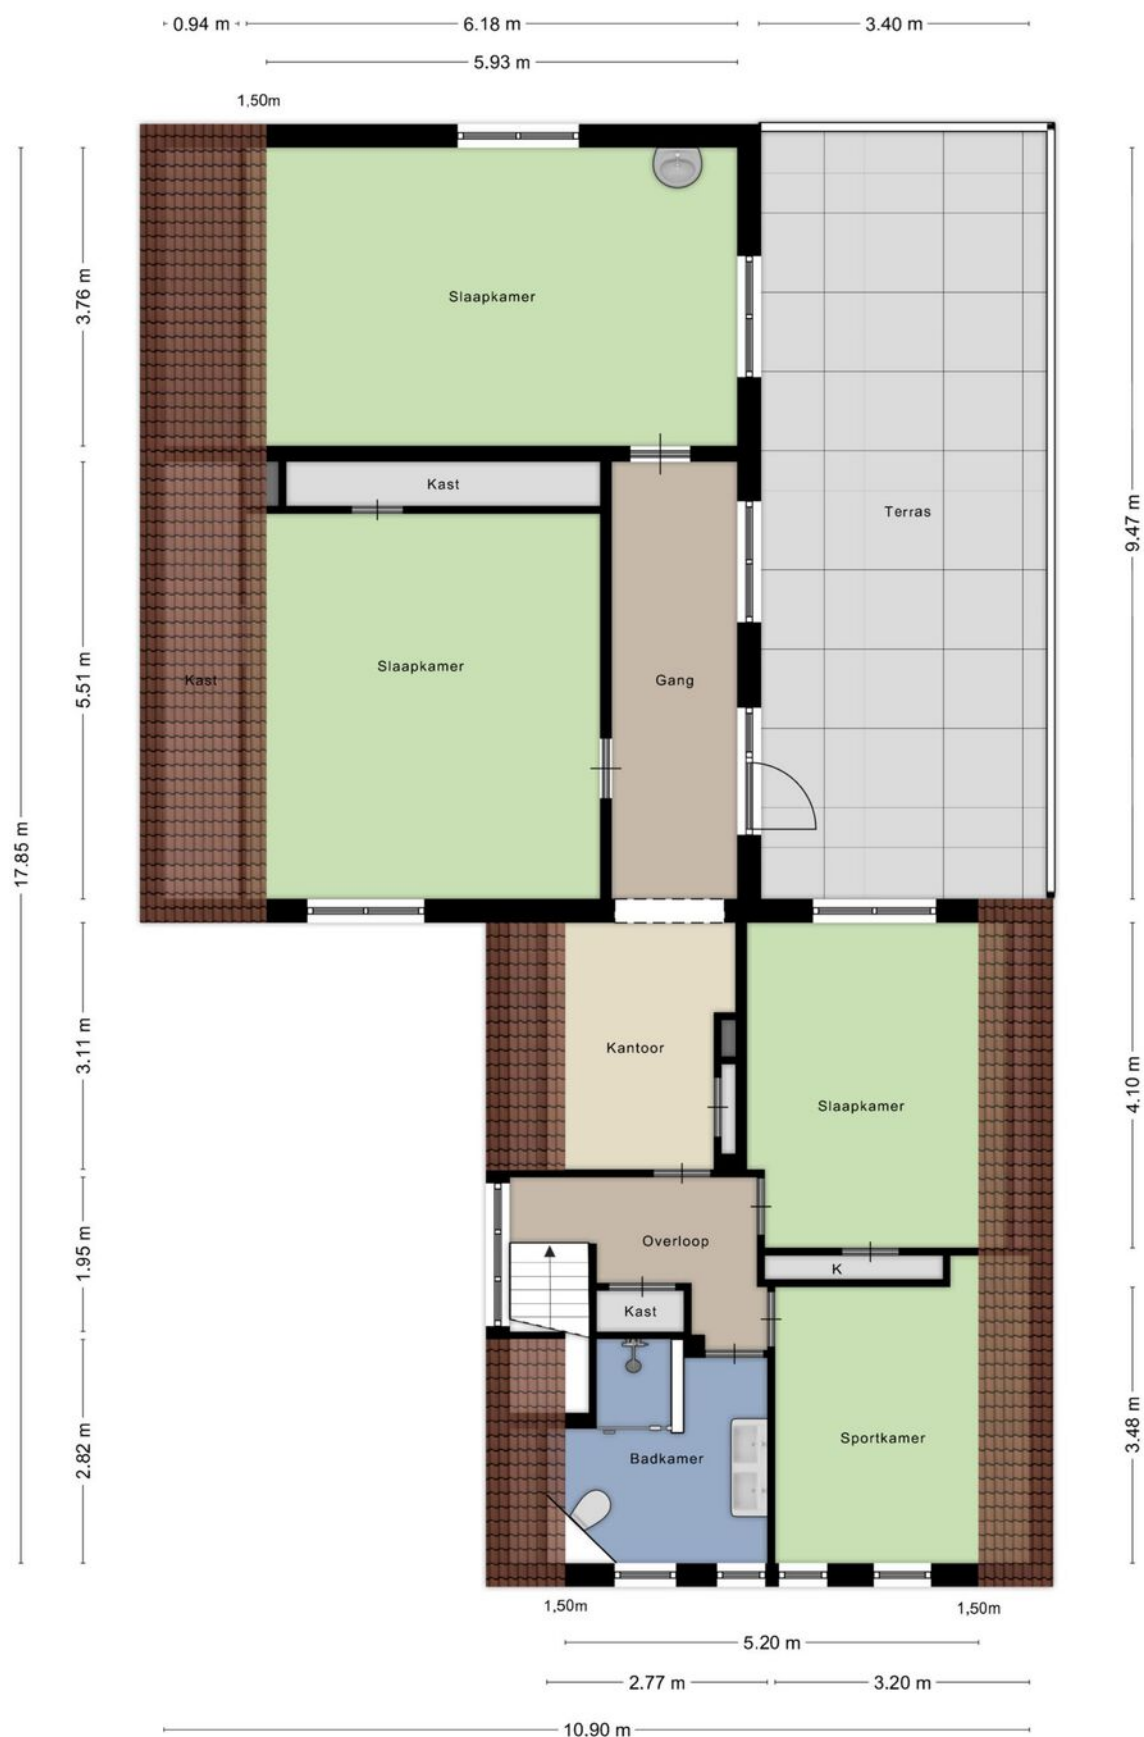 0.94 m
6.18 m
3.40 m
5.93 m
1,50m
3.76 m
Slaapkamer
Kast
Terras
9.47 m
5.51 m
Slaapkamer
Kast
Gang
17.85 m
3.11 m
Kantoor
4.10 m
Slaapkamer
1.95 m
Overloop
K
Kast
2.82 m
Badkamer
Sportkamer
3.48 m
1,50m
1,50m
5.20 m
2.77 m
3.20 m
10.90 m